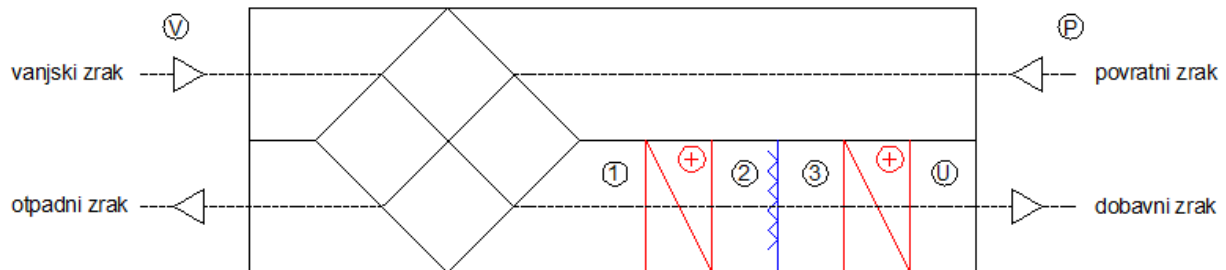 V
P
vanjski zrak
povratni zrak
+
+
1
2
3
U
otpadni zrak
dobavni zrak